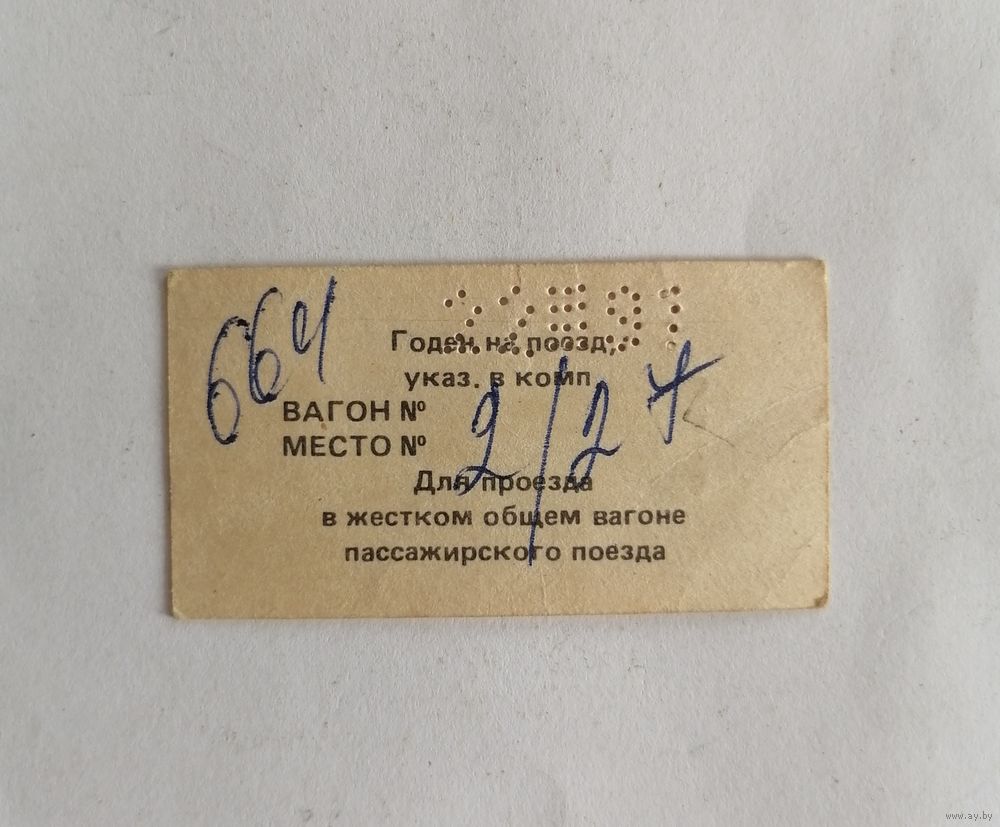 664
22III91
Годен на поезд,
указ. в комп.
ВАГОН №
МЕСТО №
2/27
Для проезда
в жестком общем вагоне
пассажирского поезда
www.ay.by